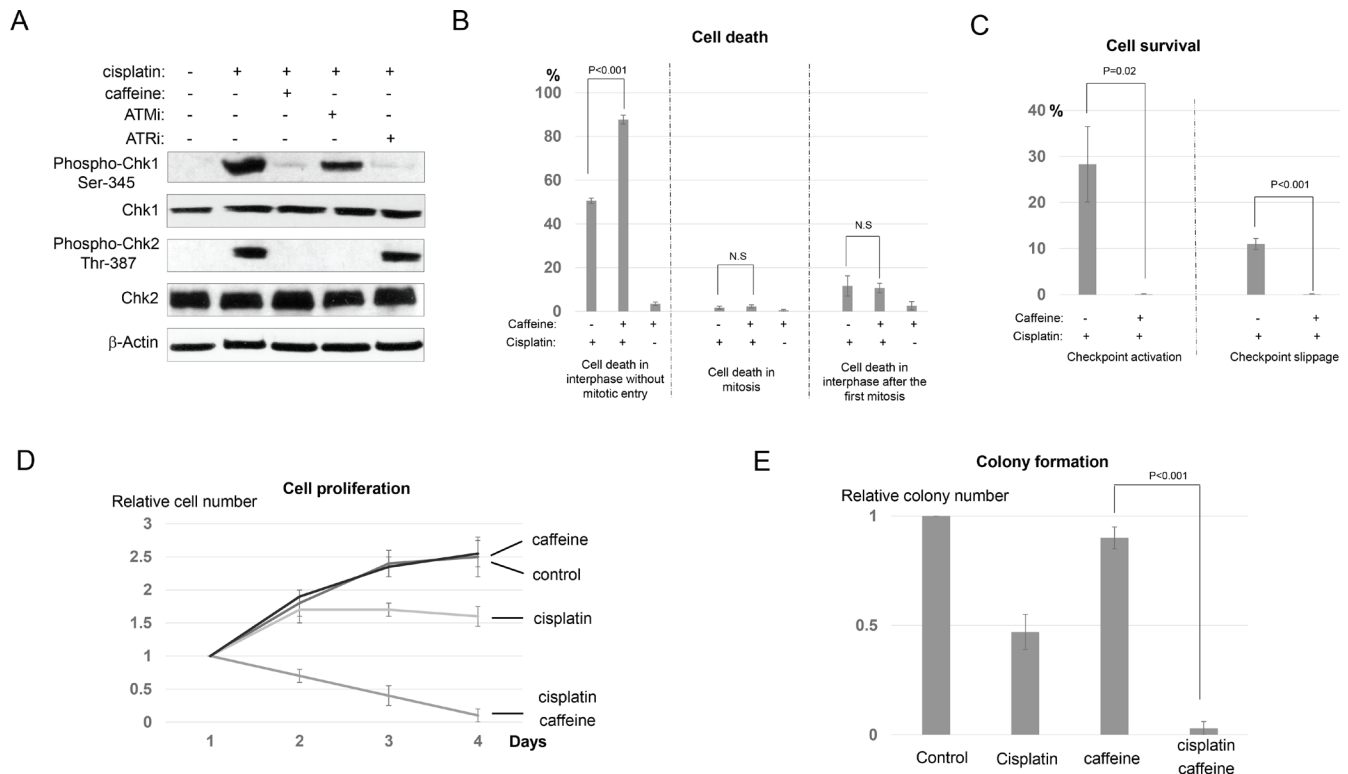 A
cisplatin: - + + + +
caffeine: - - + - -
ATMi - - - + -
ATRi - - - - +
Phospho-Chk1
Ser-345
Chk1
Phospho-Chk2
Thr-387
Chk2
β-Actin
B
Cell death
%
P<0.001
N.S
N.S
100
80
60
40
20
0
Caffeine: - + + - + + - + +
Cisplatin: + + - + + - + + -
Cell death in
interphase without
mitotic entry
Cell death in
mitosis
Cell death in
interphase after the
first mitosis
C
Cell survival
P=0.02
P<0.001
40 %
30
20
10
0
Caffeine: - + - +
Cisplatin: + + + +
Checkpoint activation
Checkpoint slippage
D
Cell proliferation
Relative cell number
3
2.5
2
1.5
1
0.5
0
1 2 3 4 Days
caffeine
control
cisplatin
cisplatin
caffeine
E
Colony formation
P<0.001
Relative colony number
1
0.5
0
Control
Cisplatin
caffeine
cisplatin
caffeine